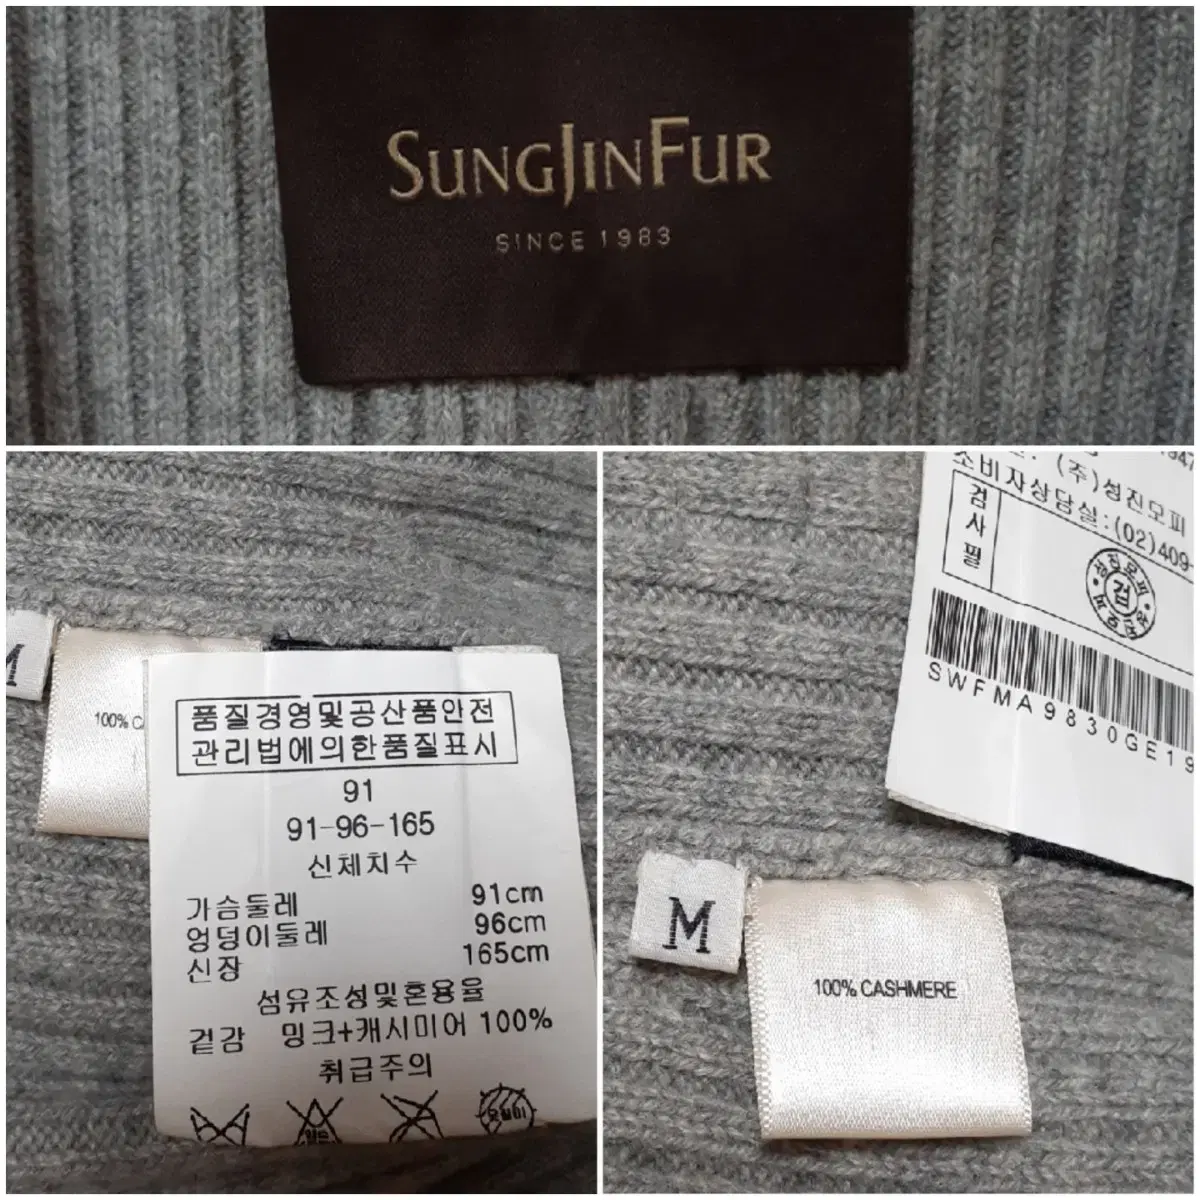 SUNGJINFUR
SINCE 1983
M
100% C
품질경영및공산품안전
관리법에의한품질표시
91
91-96-165
신체치수
가슴둘레 91cm
엉덩이둘레 96cm
신장 165cm
섬유조성및혼용율
겉감 밍크+캐시미어 100%
취급주의
(주)성진모피
소비자상담실:(02)409-
검사필
검
SWFMA9830GE19
M
100% CASHMERE